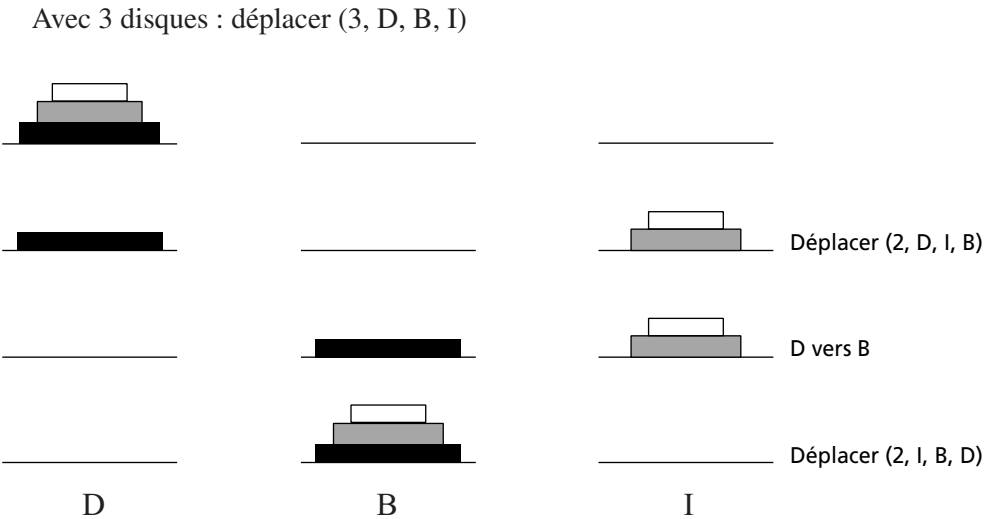 Avec 3 disques : déplacer (3, D, B, I)
Déplacer (2, D, I, B)
D vers B
Déplacer (2, I, B, D)
D B I